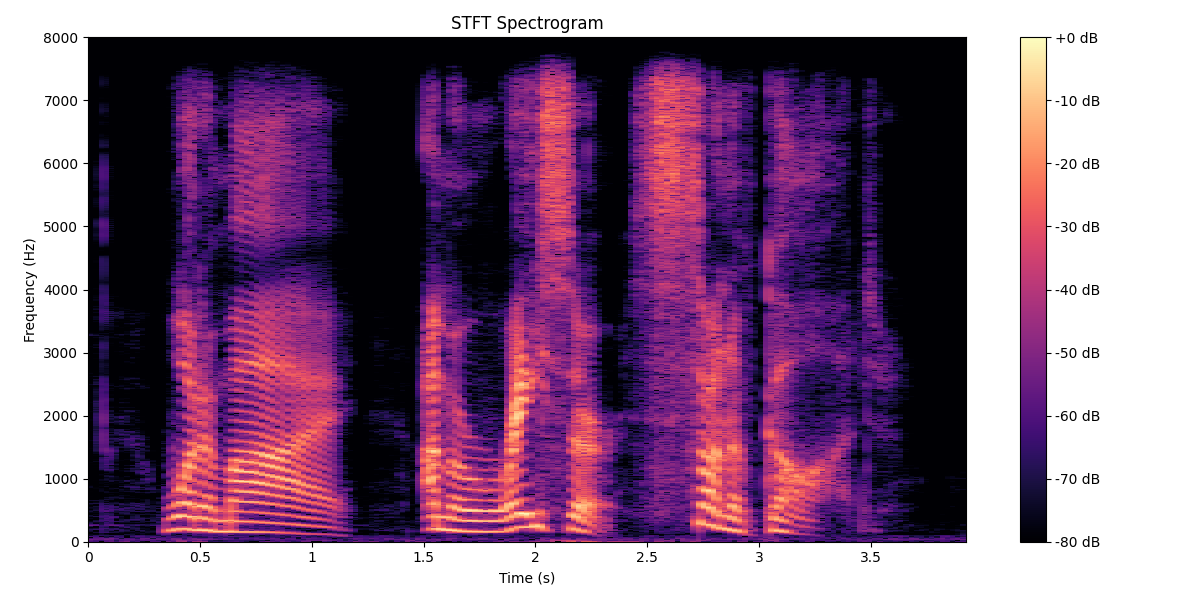 STFT Spectrogram
8000
7000
6000
5000
4000
3000
2000
1000
0
Frequency (Hz)
0
0.5
1
1.5
2
2.5
3
3.5
Time (s)
+0 dB
-10 dB
-20 dB
-30 dB
-40 dB
-50 dB
-60 dB
-70 dB
-80 dB